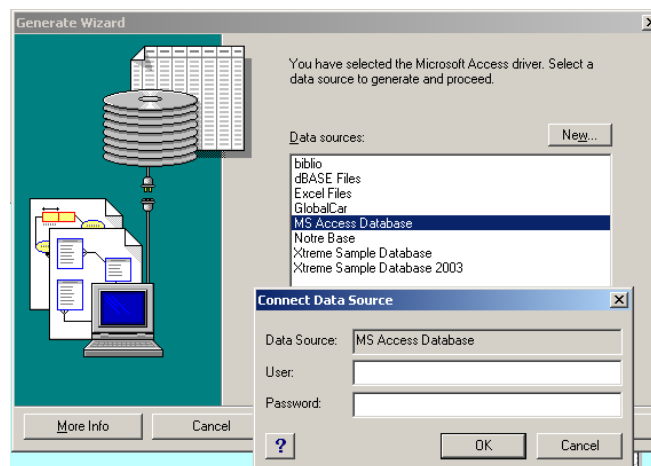 Generate Wizard
You have selected the Microsoft Access driver. Select a
data source to generate and proceed.
Data sources:
New...
biblio
dBASE Files
Excel Files
GlobalCar
MS Access Database
Notre Base
Xtreme Sample Database
Xtreme Sample Database 2003
Connect Data Source
Data Source:
MS Access Database
User:
Password:
More Info
Cancel
?
OK
Cancel